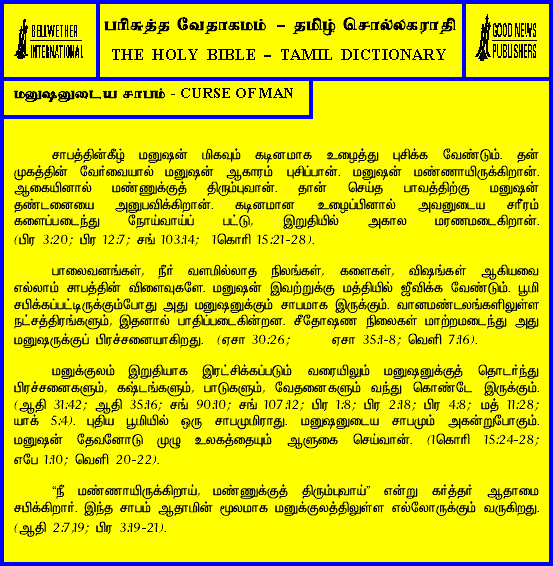 BELLWETHER
INTERNATIONAL
பரிசுத்த வேதாகமம் – தமிழ் சொல்லகராதி
THE HOLY BIBLE – TAMIL DICTIONARY
GOOD NEWS
PUBLISHERS
மனுஷனுடைய சாபம் - CURSE OF MAN
சாபத்தின்கீழ் மனுஷன் மிகவும் கடினமாக உழைத்து புசிக்க வேண்டும். தன்
முகத்தின் வேர்வையால் மனுஷன் ஆகாரம் புசிப்பான். மனுஷன் மண்ணாயிருக்கிறான்.
ஆகையினால் மண்ணுக்குத் திரும்புவான். தான் செய்த பாவத்திற்கு மனுஷன்
தண்டனையை அனுபவிக்கிறான். கடினமான உழைப்பினால் அவனுடைய சரீரம்
களைப்படைந்து நோய்வாய்ப் பட்டு, இறுதியில் அகால மரணமடைகிறான்.
(பிர 3:20; பிர 12:7; சங் 103:14; 1கொரி 15:21-28).
பாலைவனங்கள், நீர் வளமில்லாத நிலங்கள், களைகள், விஷங்கள் ஆகியவை
எல்லாம் சாபத்தின் விளைவுகளே. மனுஷன் இவற்றுக்கு மத்தியில் ஜீவிக்க வேண்டும். பூமி
சபிக்கப்பட்டிருக்கும்போது அது மனுஷனுக்கும் சாபமாக இருக்கும். வானமண்டலங்களிலுள்ள
நட்சத்திரங்களும், இதனால் பாதிப்படைகின்றன. சீதோஷண நிலைகள் மாற்றமடைந்து அது
மனுஷருக்குப் பிரச்சனையாகிறது. (ஏசா 30:26; ஏசா 35:1-8; வெளி 7:16).
மனுக்குலம் இறுதியாக இரட்சிக்கப்படும் வரையிலும் மனுஷனுக்குத் தொடர்ந்து
பிரச்சனைகளும், கஷ்டங்களும், பாடுகளும், வேதனைகளும் வந்து கொண்டே இருக்கும்.
(ஆதி 31:42; ஆதி 35:16; சங் 90:10; சங் 107:12; பிர 1:8; பிர 2:18; பிர 4:8; மத் 11:28;
யாக் 5:4). புதிய பூமியில் ஒரு சாபமுமிராது. மனுஷனுடைய சாபமும் அகன்றுபோகும்.
மனுஷன் தேவனோடு முழு உலகத்தையும் ஆளுகை செய்வான். (1கொரி 15:24-28;
எபே 1:10; வெளி 20-22).
“நீ மண்ணாயிருக்கிறாய், மண்ணுக்குத் திரும்புவாய்” என்று கர்த்தர் ஆதாமை
சபிக்கிறார். இந்த சாபம் ஆதாமின் மூலமாக மனுக்குலத்திலுள்ள எல்லோருக்கும் வருகிறது.
(ஆதி 2:7,19; பிர 3:19-21).